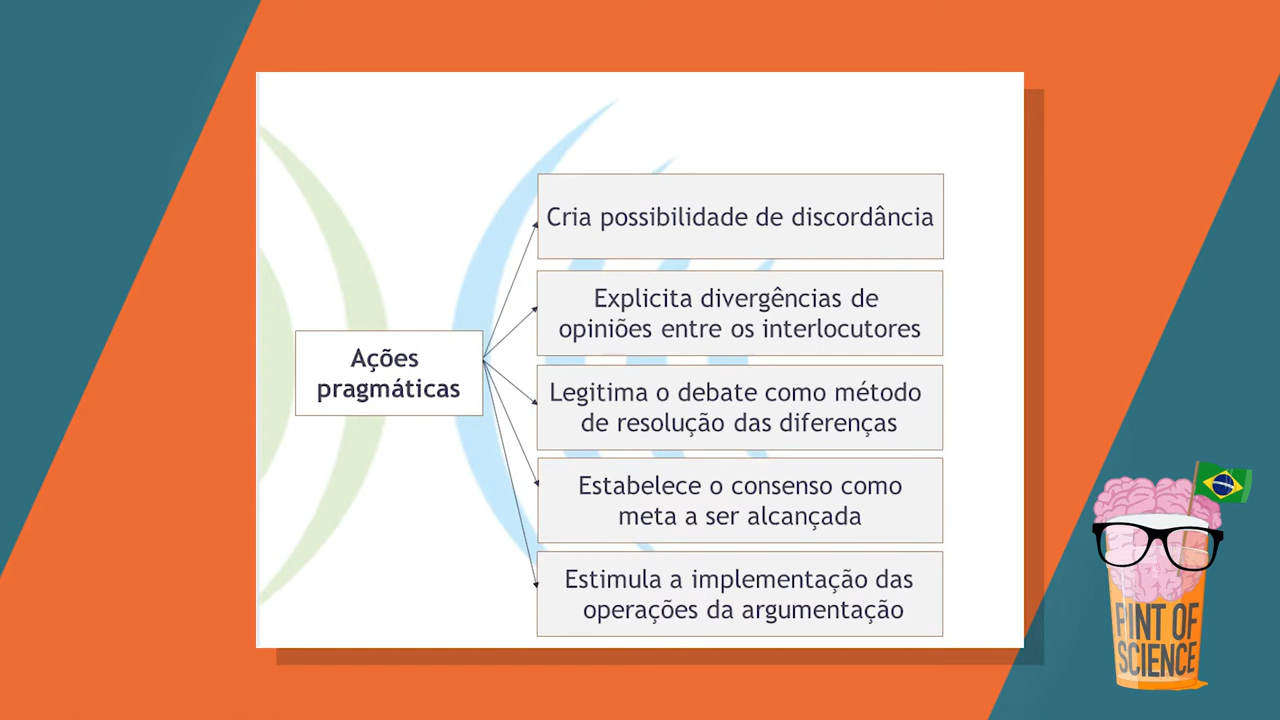 Ações
pragmáticas
Cria possibilidade de discordância
Explicita divergências de
opiniões entre os interlocutores
Legitima o debate como método
de resolução das diferenças
Estabelece o consenso como
meta a ser alcançada
Estimula a implementação das
operações da argumentação
PINT OF
SCIENCE